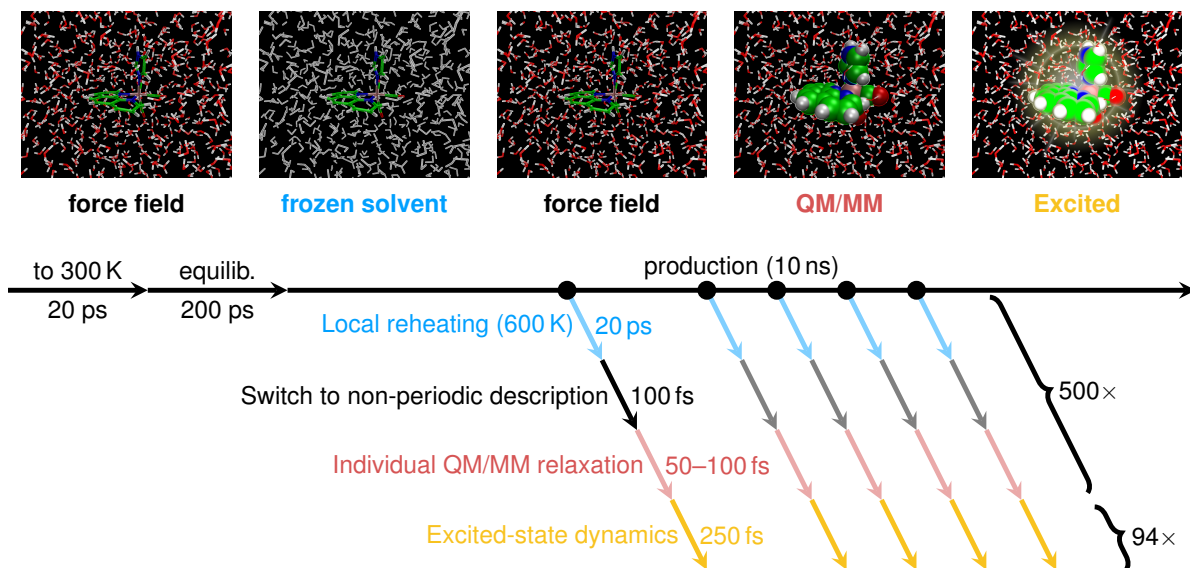 force field
frozen solvent
force field
QM/MM
Excited
to 300 K
equilib.
production (10 ns)
20 ps
200 ps
Local reheating (600 K)
20 ps
Switch to non-periodic description
100 fs
500×
Individual QM/MM relaxation
50–100 fs
Excited-state dynamics
250 fs
94×